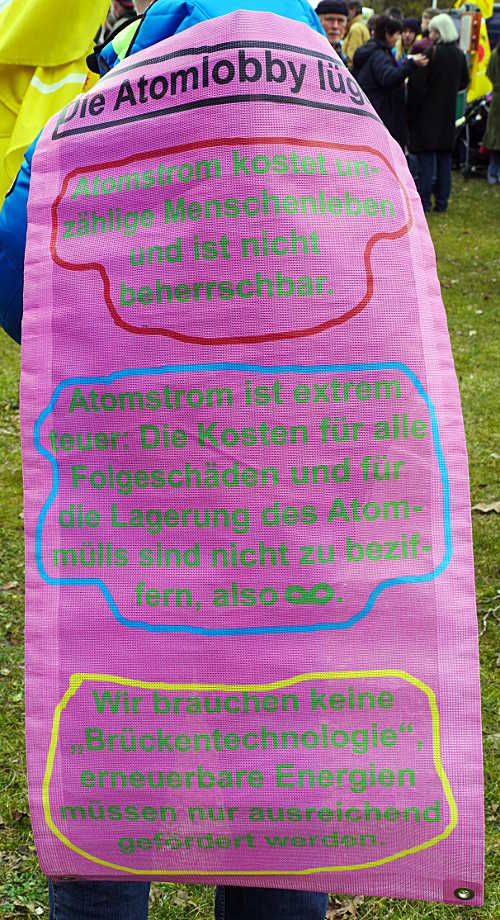 Die Atomlobby lüg
Atomstrom kostet un-
zählige Menschenleben
und ist nicht
beherrschbar.
Atomstrom ist extrem
teuer: Die Kosten für alle
Folgeschäden und für
die Lagerung des Atom-
mülls sind nicht zu bezif-
fern, also ∞.
Wir brauchen keine
„Brückentechnologie“,
erneuerbare Energien
müssen nur ausreichend
gefördert werden.